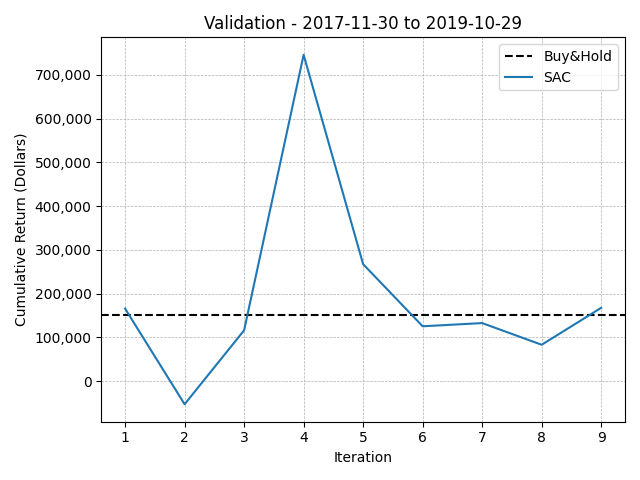 Validation - 2017-11-30 to 2019-10-29
Buy&Hold
SAC
Cumulative Return (Dollars)
700,000
600,000
500,000
400,000
300,000
200,000
100,000
0
1 2 3 4 5 6 7 8 9
Iteration